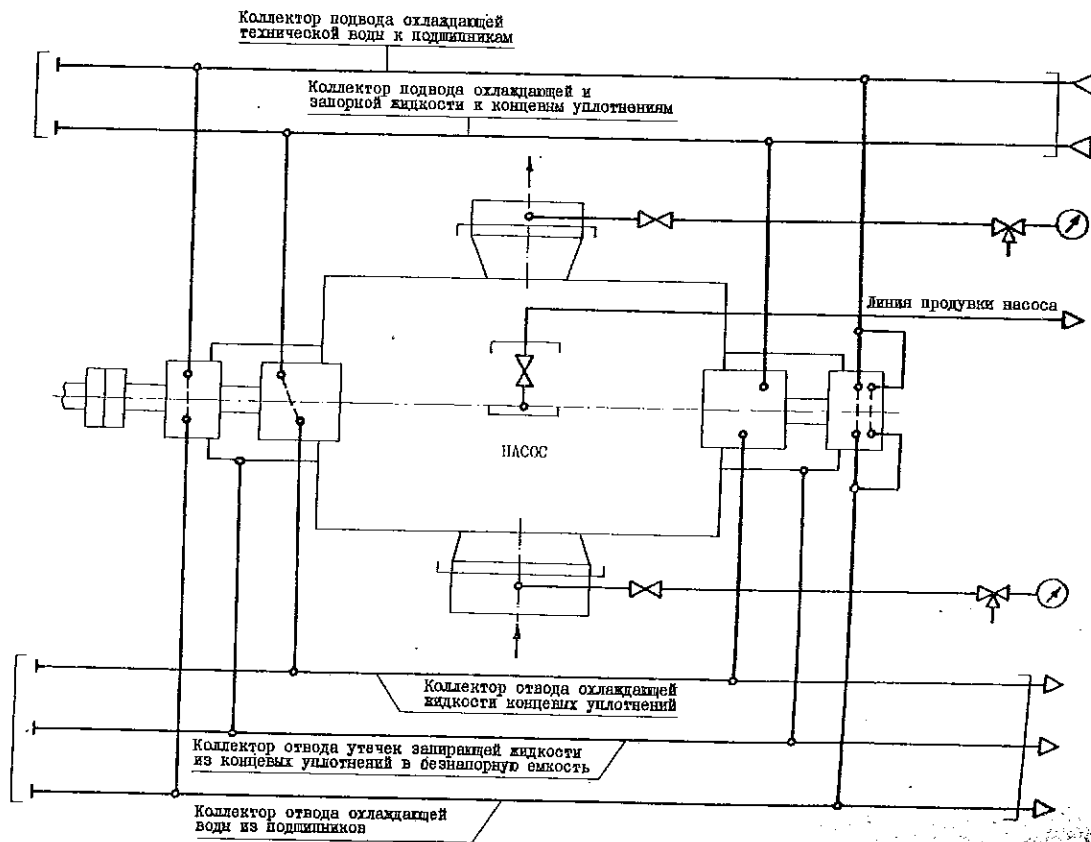 Коллектор подвода охлаждающей
технической воды к подшипникам
Коллектор подвода охлаждающей и
запорной жидкости к концевым уплотнениям
Линия продувки насоса
НАСОС
Коллектор отвода охлаждающей
жидкости концевых уплотнений
Коллектор отвода утечек запирающей жидкости
из концевых уплотнений в безнапорную емкость
Коллектор отвода охлаждающей
воды из подшипников